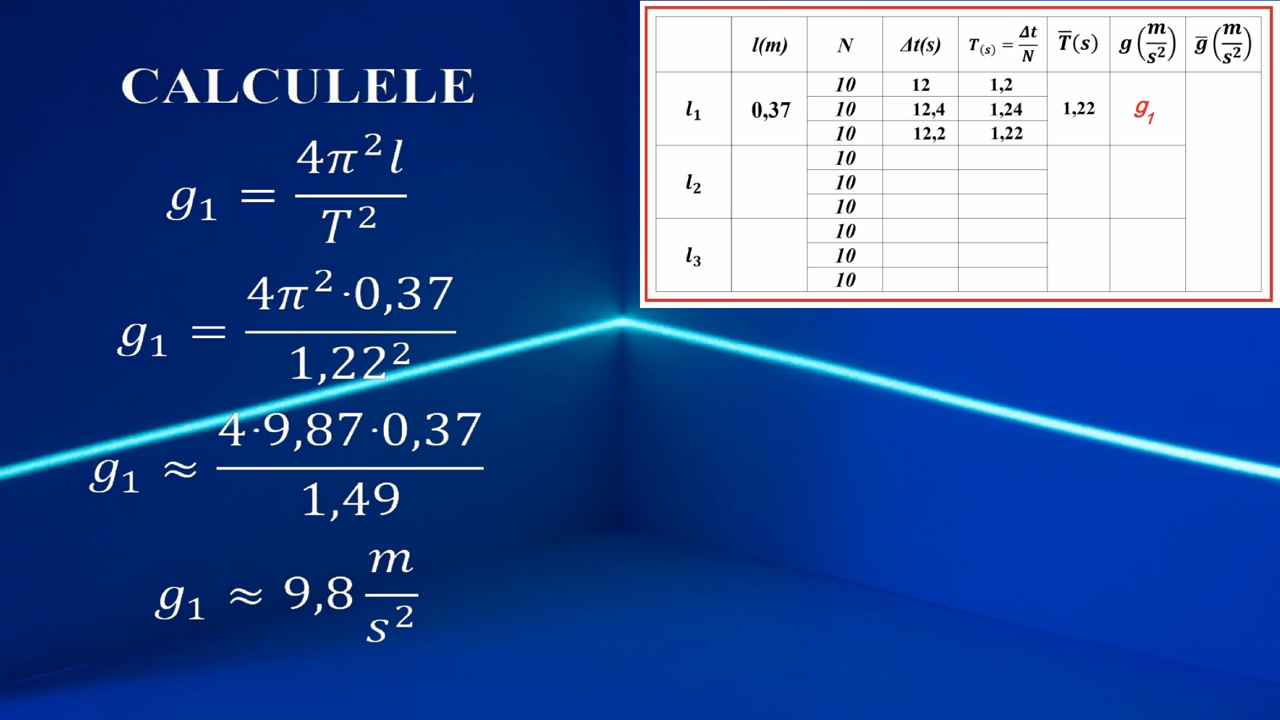 CALCULELE
g₁ = 4π²l / T²
g₁ = 4π²·0,37 / 1,22²
g₁ ≈ 4·9,87·0,37 / 1,49
g₁ ≈ 9,8 m/s²
l(m) N Δt(s) T₍ₛ₎ = Δt/N T̅(s) g (m/s²) g̅ (m/s²)
10 12 1,2
l₁ 0,37 10 12,4 1,24 1,22 g₁
10 12,2 1,22
10
l₂ 10
10
10
l₃ 10
10